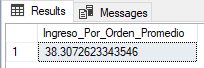 Results Messages
Ingreso_Por_Orden_Promedio
1 38.3072623343546